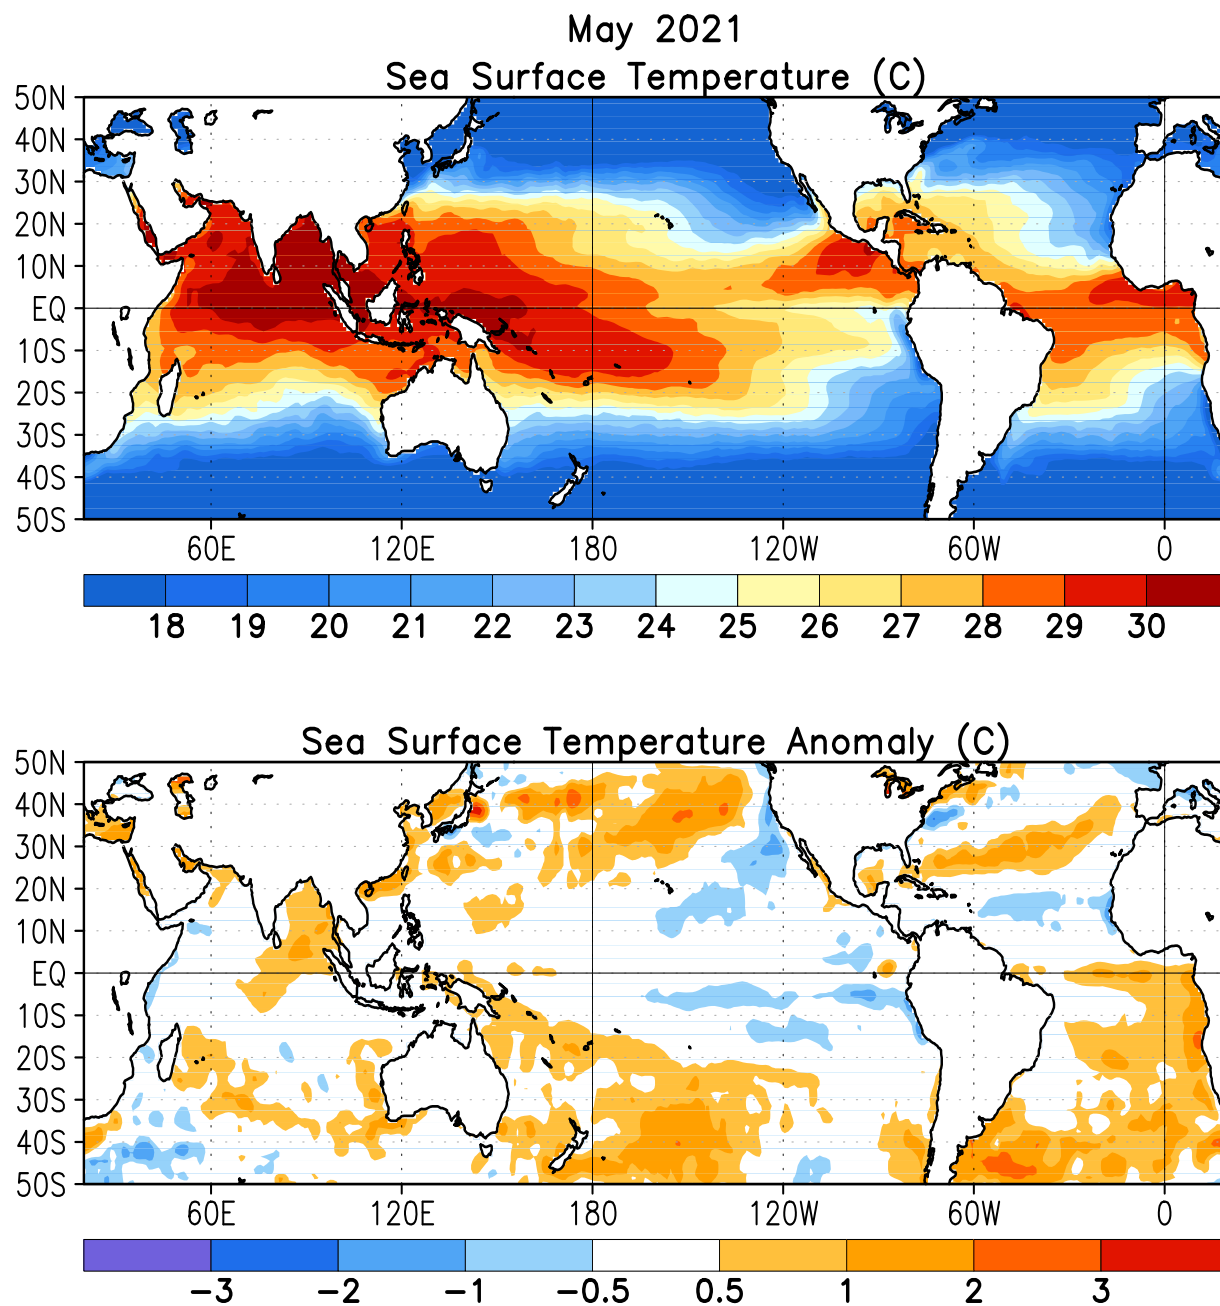 May 2021
Sea Surface Temperature (C)
50N
40N
30N
20N
10N
EQ
10S
20S
30S
40S
50S
60E 120E 180 120W 60W 0
18 19 20 21 22 23 24 25 26 27 28 29 30
Sea Surface Temperature Anomaly (C)
50N
40N
30N
20N
10N
EQ
10S
20S
30S
40S
50S
60E 120E 180 120W 60W 0
-3 -2 -1 -0.5 0.5 1 2 3